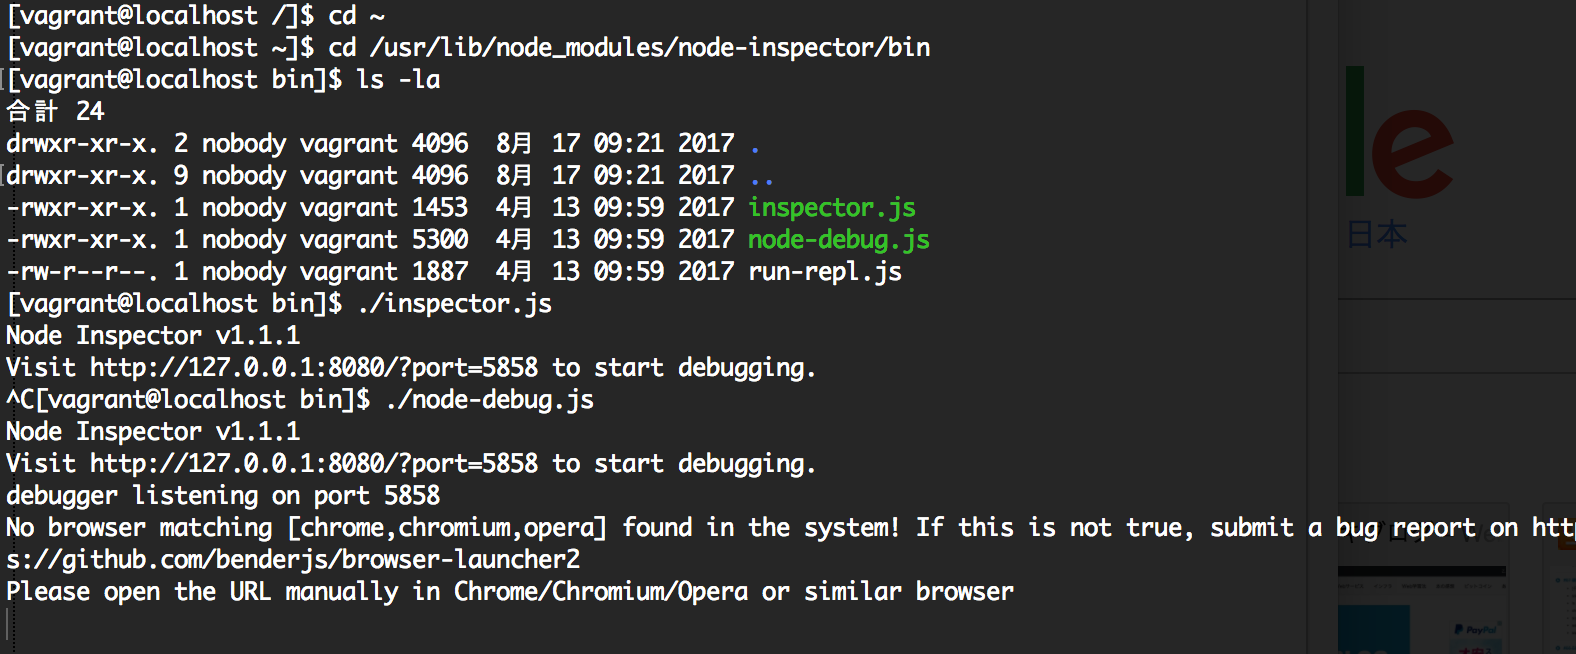 [vagrant@localhost /]$ cd ~
[vagrant@localhost ~]$ cd /usr/lib/node_modules/node-inspector/bin
[vagrant@localhost bin]$ ls -la
合計 24
drwxr-xr-x. 2 nobody vagrant 4096  8月 17 09:21 2017 .
drwxr-xr-x. 9 nobody vagrant 4096  8月 17 09:21 2017 ..
-rwxr-xr-x. 1 nobody vagrant 1453  4月 13 09:59 2017 inspector.js
-rwxr-xr-x. 1 nobody vagrant 5300  4月 13 09:59 2017 node-debug.js
-rw-r--r--. 1 nobody vagrant 1887  4月 13 09:59 2017 run-repl.js
[vagrant@localhost bin]$ ./inspector.js
Node Inspector v1.1.1
Visit http://127.0.0.1:8080/?port=5858 to start debugging.
^C[vagrant@localhost bin]$ ./node-debug.js
Node Inspector v1.1.1
Visit http://127.0.0.1:8080/?port=5858 to start debugging.
debugger listening on port 5858
No browser matching [chrome,chromium,opera] found in the system! If this is not true, submit a bug report on http
s://github.com/benderjs/browser-launcher2
Please open the URL manually in Chrome/Chromium/Opera or similar browser
le
日本
PayPal